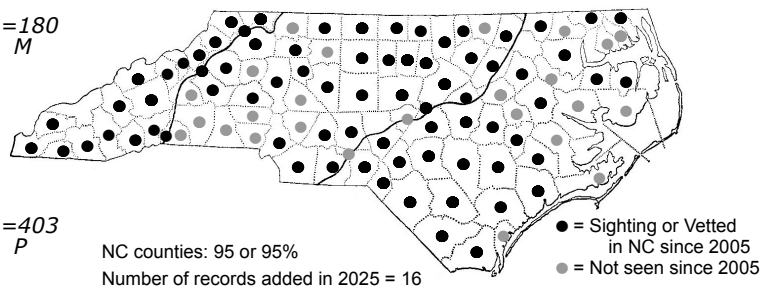 =180
M
=403
P
NC counties: 95 or 95%
Number of records added in 2025 = 16
= Sighting or Vetted
in NC since 2005
= Not seen since 2005